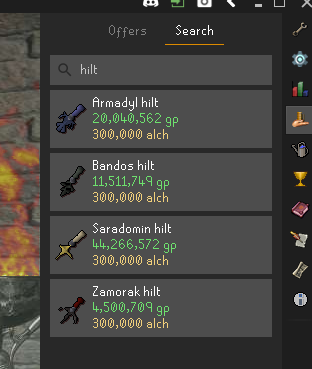 Offers Search
hilt
Armadyl hilt
20,040,562 gp
300,000 alch
Bandos hilt
11,511,749 gp
300,000 alch
Saradomin hilt
44,266,572 gp
300,000 alch
Zamorak hilt
4,500,709 gp
300,000 alch